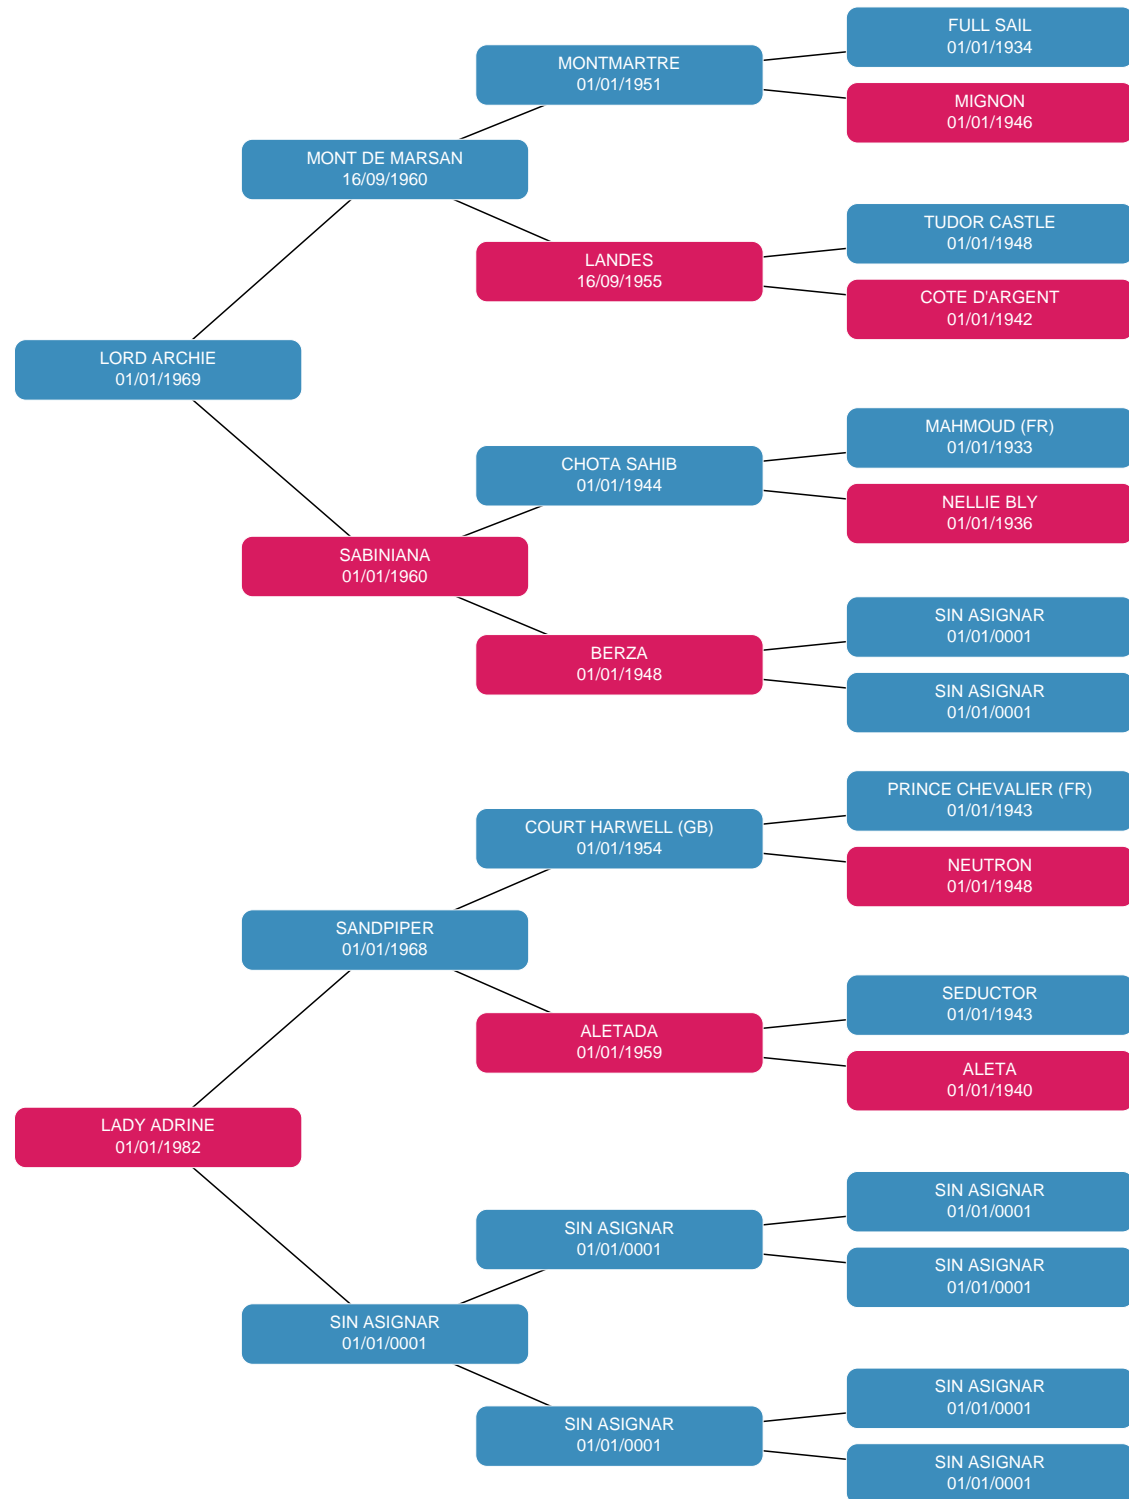 FULL SAIL
01/01/1934
MONTMARTRE
01/01/1951
MIGNON
01/01/1946
MONT DE MARSAN
16/09/1960
TUDOR CASTLE
01/01/1948
LANDES
16/09/1955
COTE D'ARGENT
01/01/1942
LORD ARCHIE
01/01/1969
MAHMOUD (FR)
01/01/1933
CHOTA SAHIB
01/01/1944
NELLIE BLY
01/01/1936
SABINIANA
01/01/1960
SIN ASIGNAR
01/01/0001
BERZA
01/01/1948
SIN ASIGNAR
01/01/0001
PRINCE CHEVALIER (FR)
01/01/1943
COURT HARWELL (GB)
01/01/1954
NEUTRON
01/01/1948
SANDPIPER
01/01/1968
SEDUCTOR
01/01/1943
ALETADA
01/01/1959
ALETA
01/01/1940
LADY ADRINE
01/01/1982
SIN ASIGNAR
01/01/0001
SIN ASIGNAR
01/01/0001
SIN ASIGNAR
01/01/0001
SIN ASIGNAR
01/01/0001
SIN ASIGNAR
01/01/0001
SIN ASIGNAR
01/01/0001
SIN ASIGNAR
01/01/0001